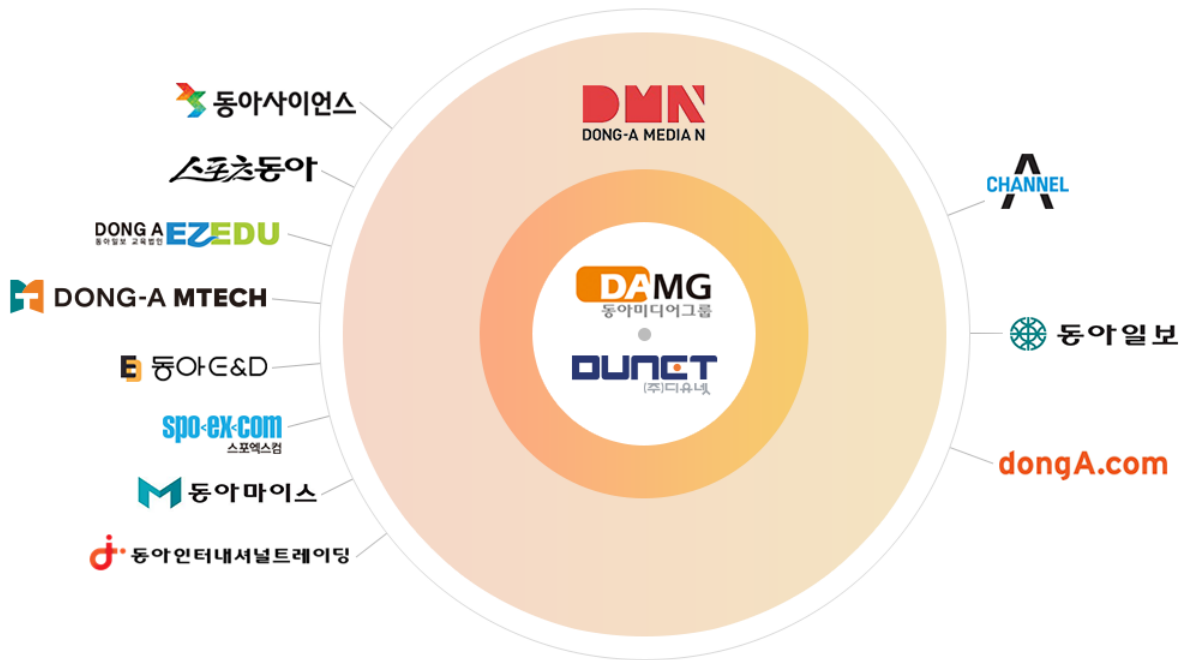 동아사이언스
스포츠동아
DONG A
동아일보 교육법인
EZEDU
DONG-A MTECH
동아E&D
spo<ex<com
스포엑스컴
동아마이스
동아인터내셔널트레이딩
DMN
DONG-A MEDIA N
DAMG
동아미디어그룹
DUNET
(주)디유넷
CHANNEL A
동아일보
dongA.com